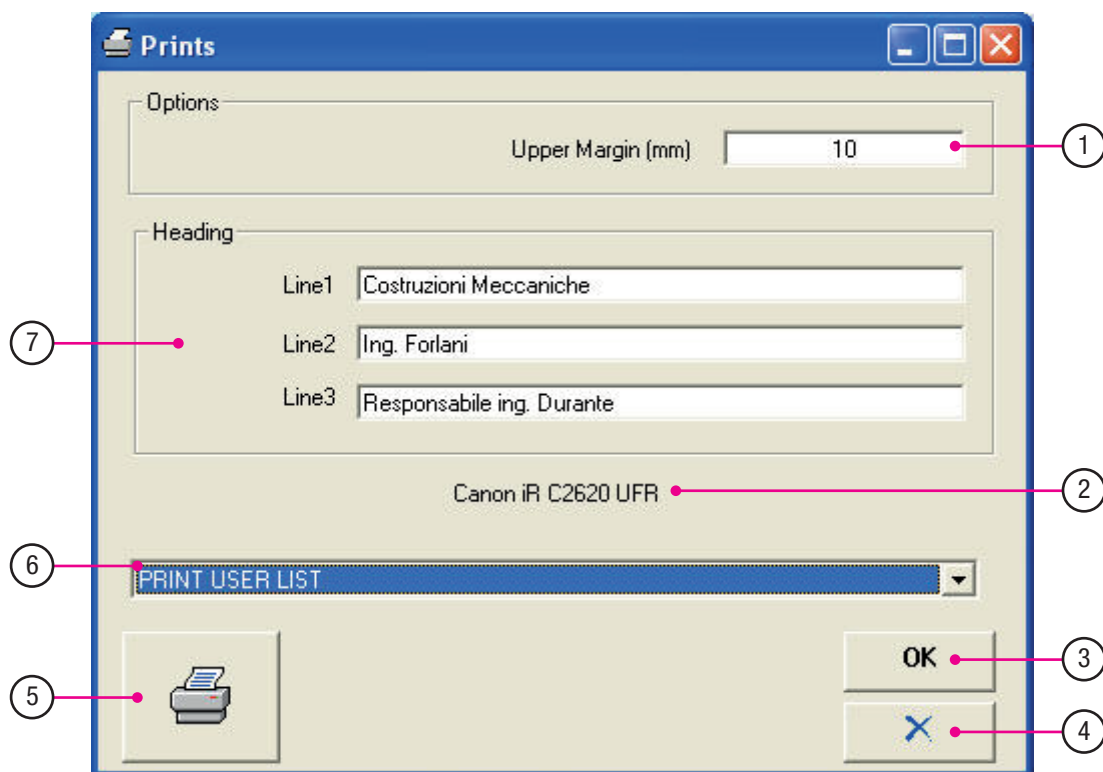 Prints
Options
Upper Margin (mm) 10
1
Heading
Line1 Costruzioni Meccaniche
7
Line2 Ing. Forlani
Line3 Responsabile ing. Durante
Canon iR C2620 UFR
2
6
PRINT USER LIST
OK
3
5
4